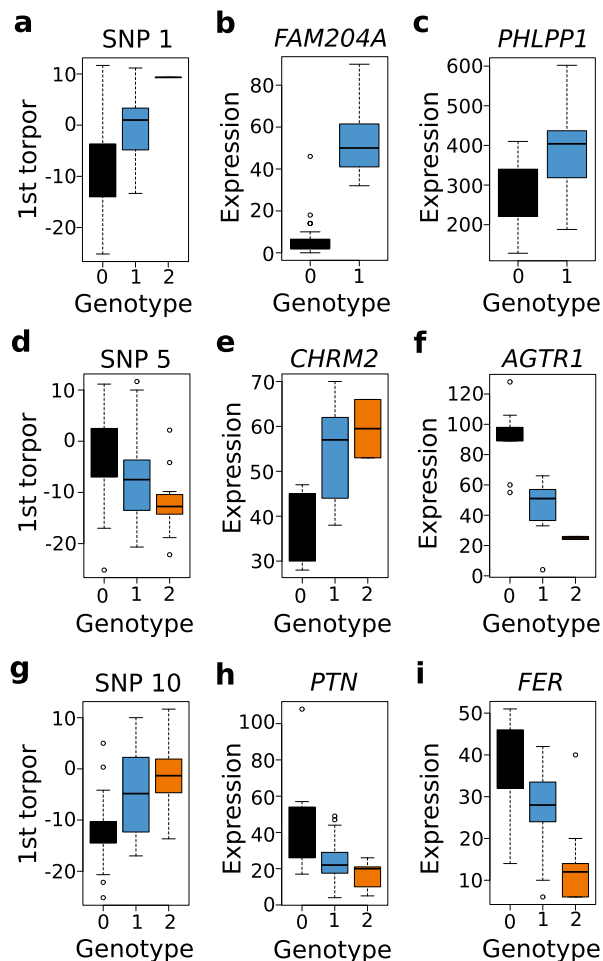 a
SNP 1
1st torpor
10
0
-10
-20
0 1 2
Genotype
b
FAM204A
Expression
80
60
40
20
0
0 1
Genotype
c
PHLPP1
Expression
600
500
400
300
200
0 1
Genotype
d
SNP 5
1st torpor
10
0
-10
-20
0 1 2
Genotype
e
CHRM2
Expression
70
60
50
40
30
0 1 2
Genotype
f
AGTR1
Expression
120
100
80
60
40
20
0
0 1 2
Genotype
g
SNP 10
1st torpor
10
0
-10
-20
0 1 2
Genotype
h
PTN
Expression
100
80
60
40
20
0
0 1 2
Genotype
i
FER
Expression
50
40
30
20
10
0 1 2
Genotype